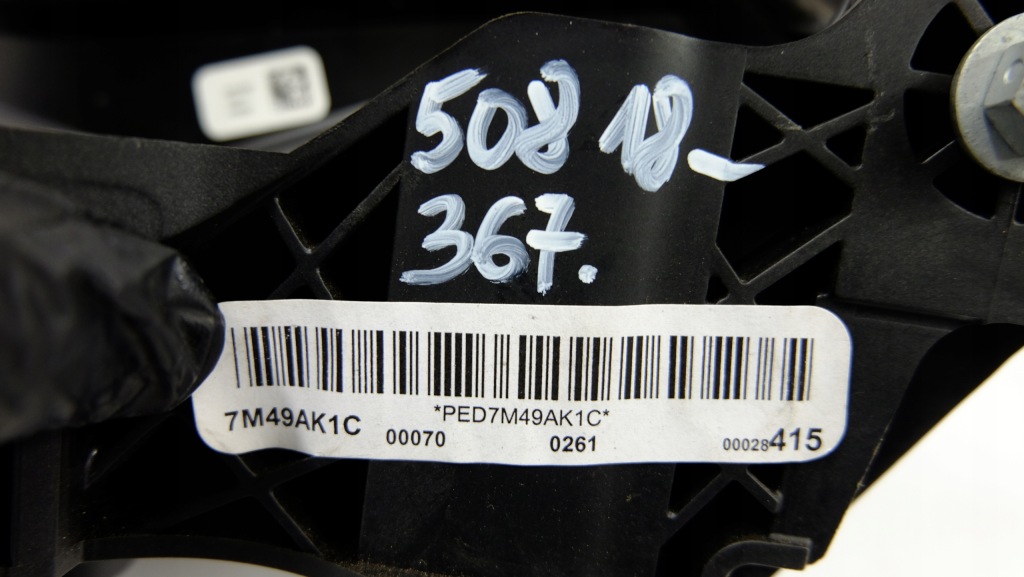 508 18-
367.
*PED7M49AK1C*
7M49AK1C 00070 0261 00028415